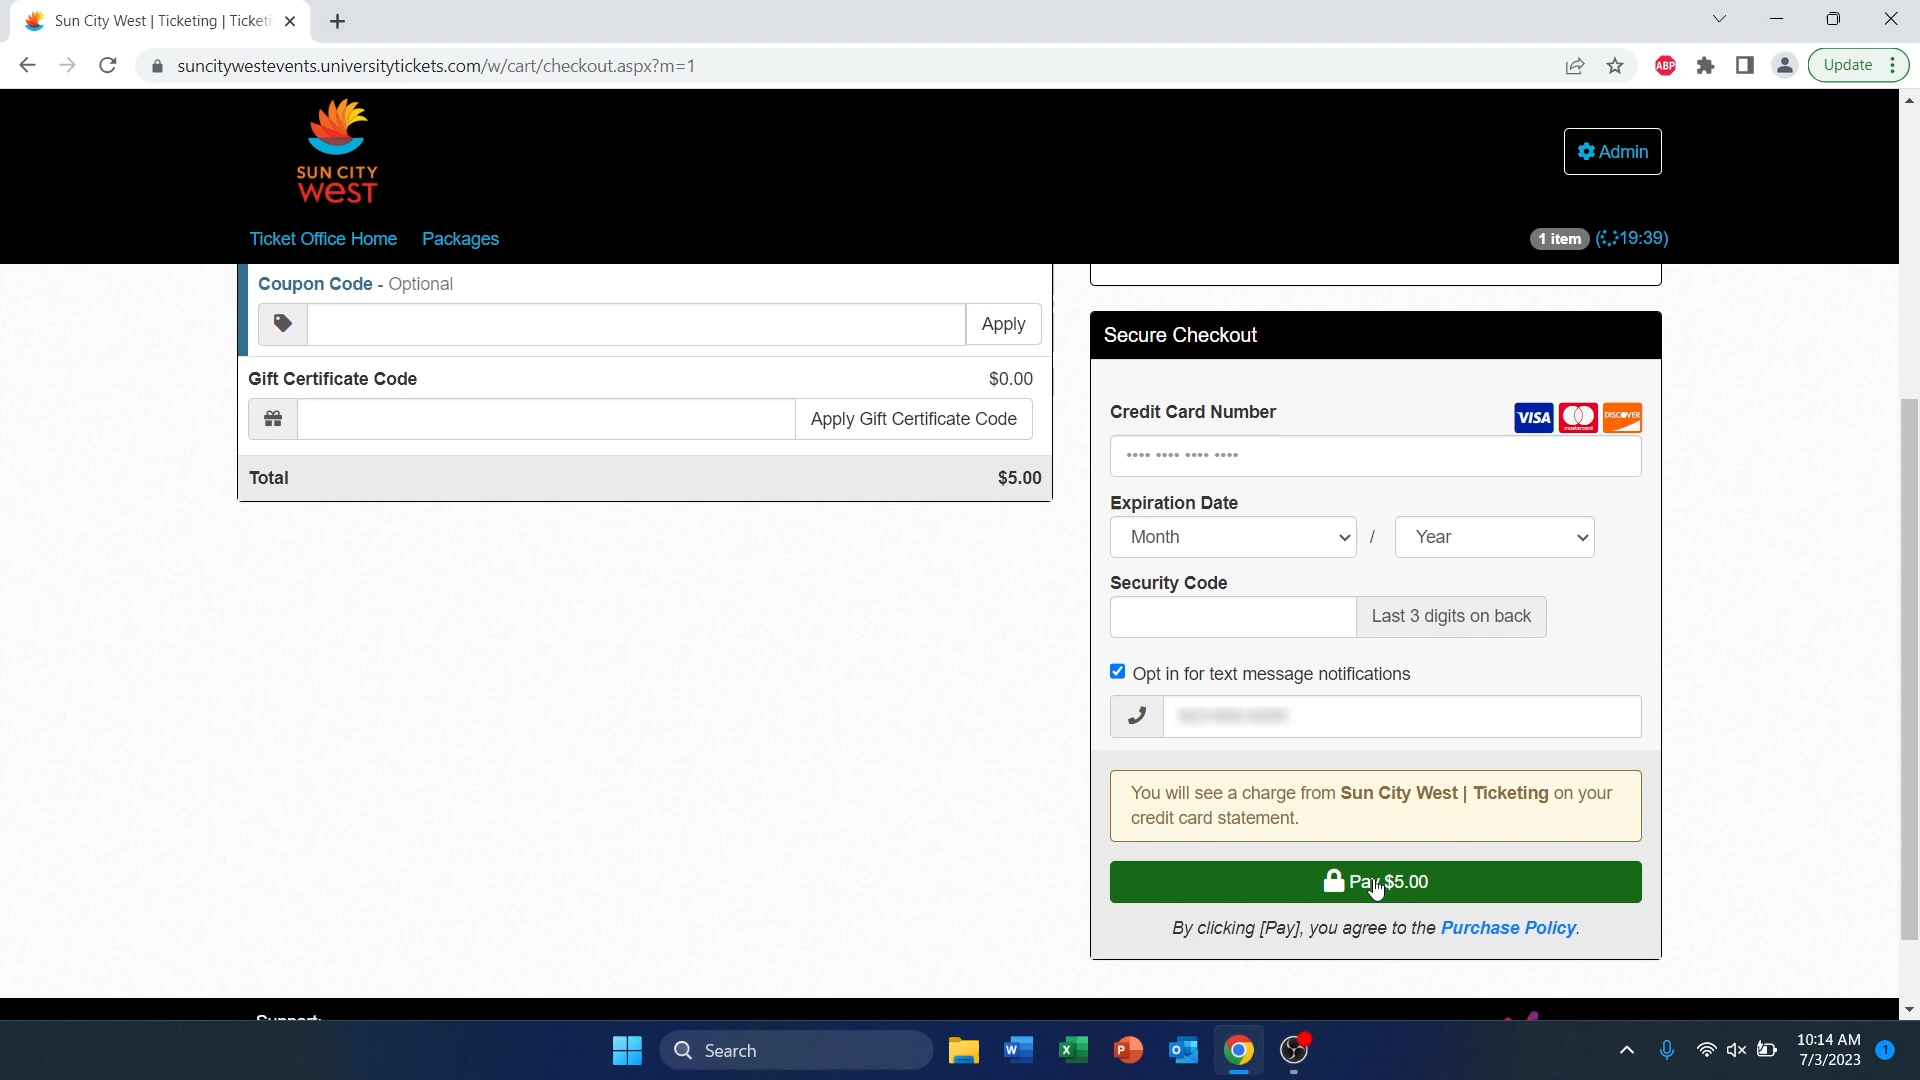 Sun City West | Ticketing | Ticketi
suncitywestevents.universitytickets.com/w/cart/checkout.aspx?m=1
ABP
Update
SUN CITY
WEST
Admin
Ticket Office Home Packages
1 item (19:39)
Coupon Code - Optional
Apply
Gift Certificate Code $0.00
Apply Gift Certificate Code
Total $5.00
Secure Checkout
Credit Card Number
VISA mastercard DISCOVER
•••• •••• •••• ••••
Expiration Date
Month / Year
Security Code
Last 3 digits on back
Opt in for text message notifications
You will see a charge from Sun City West | Ticketing on your
credit card statement.
Pay $5.00
By clicking [Pay], you agree to the Purchase Policy.
Support:
Search
10:14 AM
7/3/2023
1